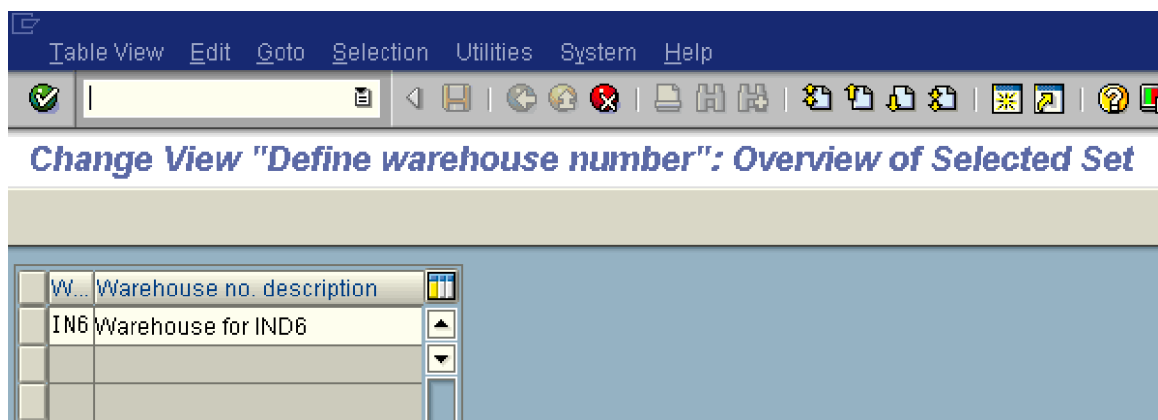 Table View Edit Goto Selection Utilities System Help
Change View "Define warehouse number": Overview of Selected Set
W... Warehouse no. description
IN6 Warehouse for IND6